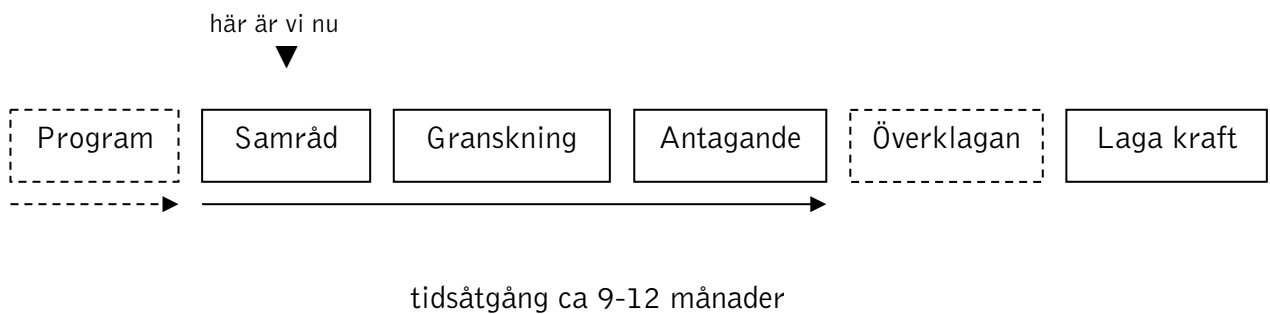 här är vi nu
Program Samråd Granskning Antagande Överklagan Laga kraft
tidsåtgång ca 9-12 månader